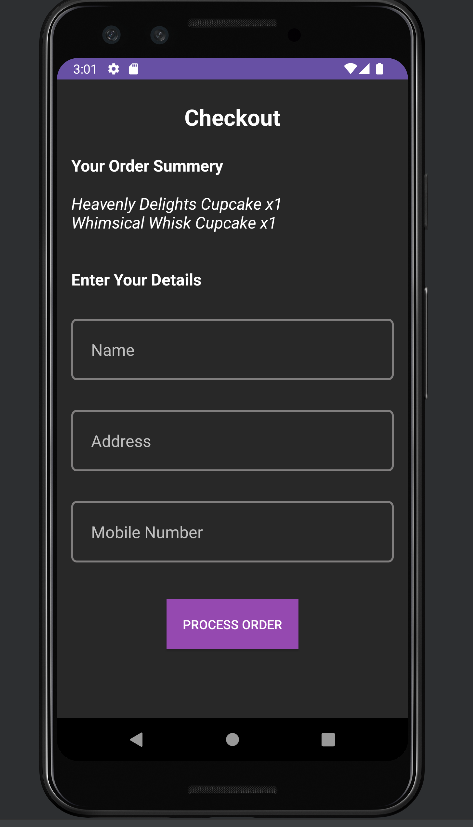 3:01
Checkout
Your Order Summery
Heavenly Delights Cupcake x1
Whimsical Whisk Cupcake x1
Enter Your Details
Name
Address
Mobile Number
PROCESS ORDER